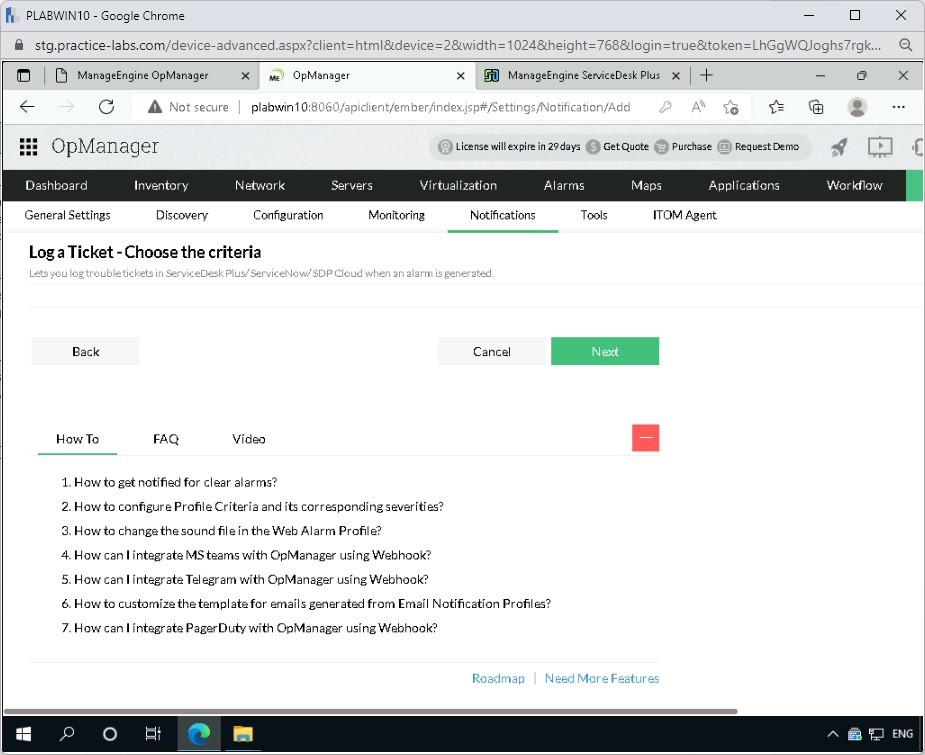 PLABWIN10 - Google Chrome
stg.practice-labs.com/device-advanced.aspx?client=html&device=2&width=1024&height=768&login=true&token=LhGgWQJoghs7rgk...
ManageEngine OpManager
ME OpManager
ManageEngine ServiceDesk Plus
Not secure plabwin10:8060/apiclient/ember/index.jsp#/Settings/Notification/Add
OpManager License will expire in 29 days Get Quote Purchase Request Demo
Dashboard Inventory Network Servers Virtualization Alarms Maps Applications Workflow
General Settings Discovery Configuration Monitoring Notifications Tools ITOM Agent
Log a Ticket - Choose the criteria
Lets you log trouble tickets in ServiceDesk Plus/ServiceNow/SDP Cloud when an alarm is generated.
Back Cancel Next
How To FAQ Video
1. How to get notified for clear alarms?
2. How to configure Profile Criteria and its corresponding severities?
3. How to change the sound file in the Web Alarm Profile?
4. How can I integrate MS teams with OpManager using Webhook?
5. How can I integrate Telegram with OpManager using Webhook?
6. How to customize the template for emails generated from Email Notification Profiles?
7. How can I integrate PagerDuty with OpManager using Webhook?
Roadmap | Need More Features
ENG